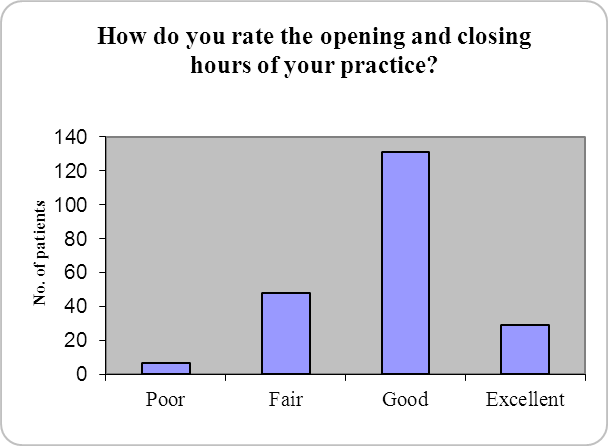 How do you rate the opening and closing
hours of your practice?
No. of patients
140
120
100
80
60
40
20
0
Poor Fair Good Excellent